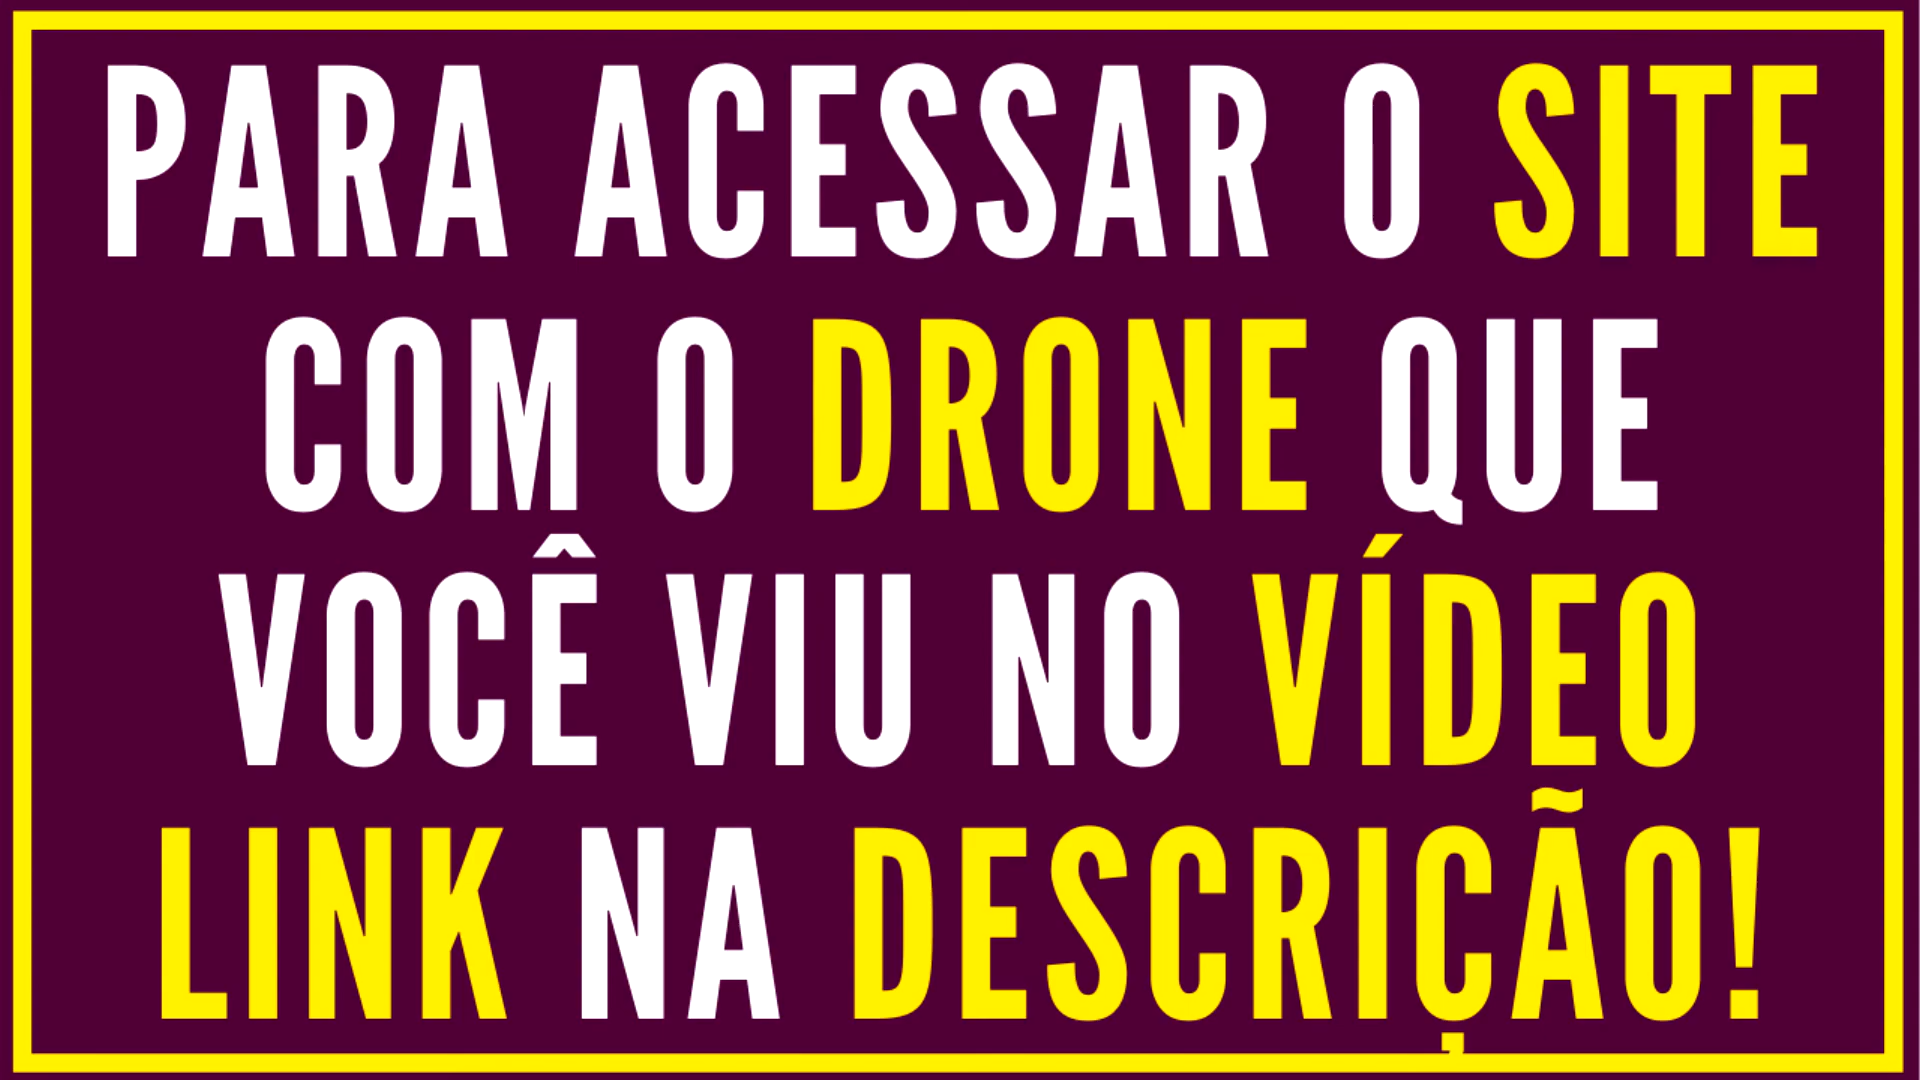 PARA ACESSAR O SITE
COM O DRONE QUE
VOCÊ VIU NO VÍDEO
LINK NA DESCRIÇÃO!